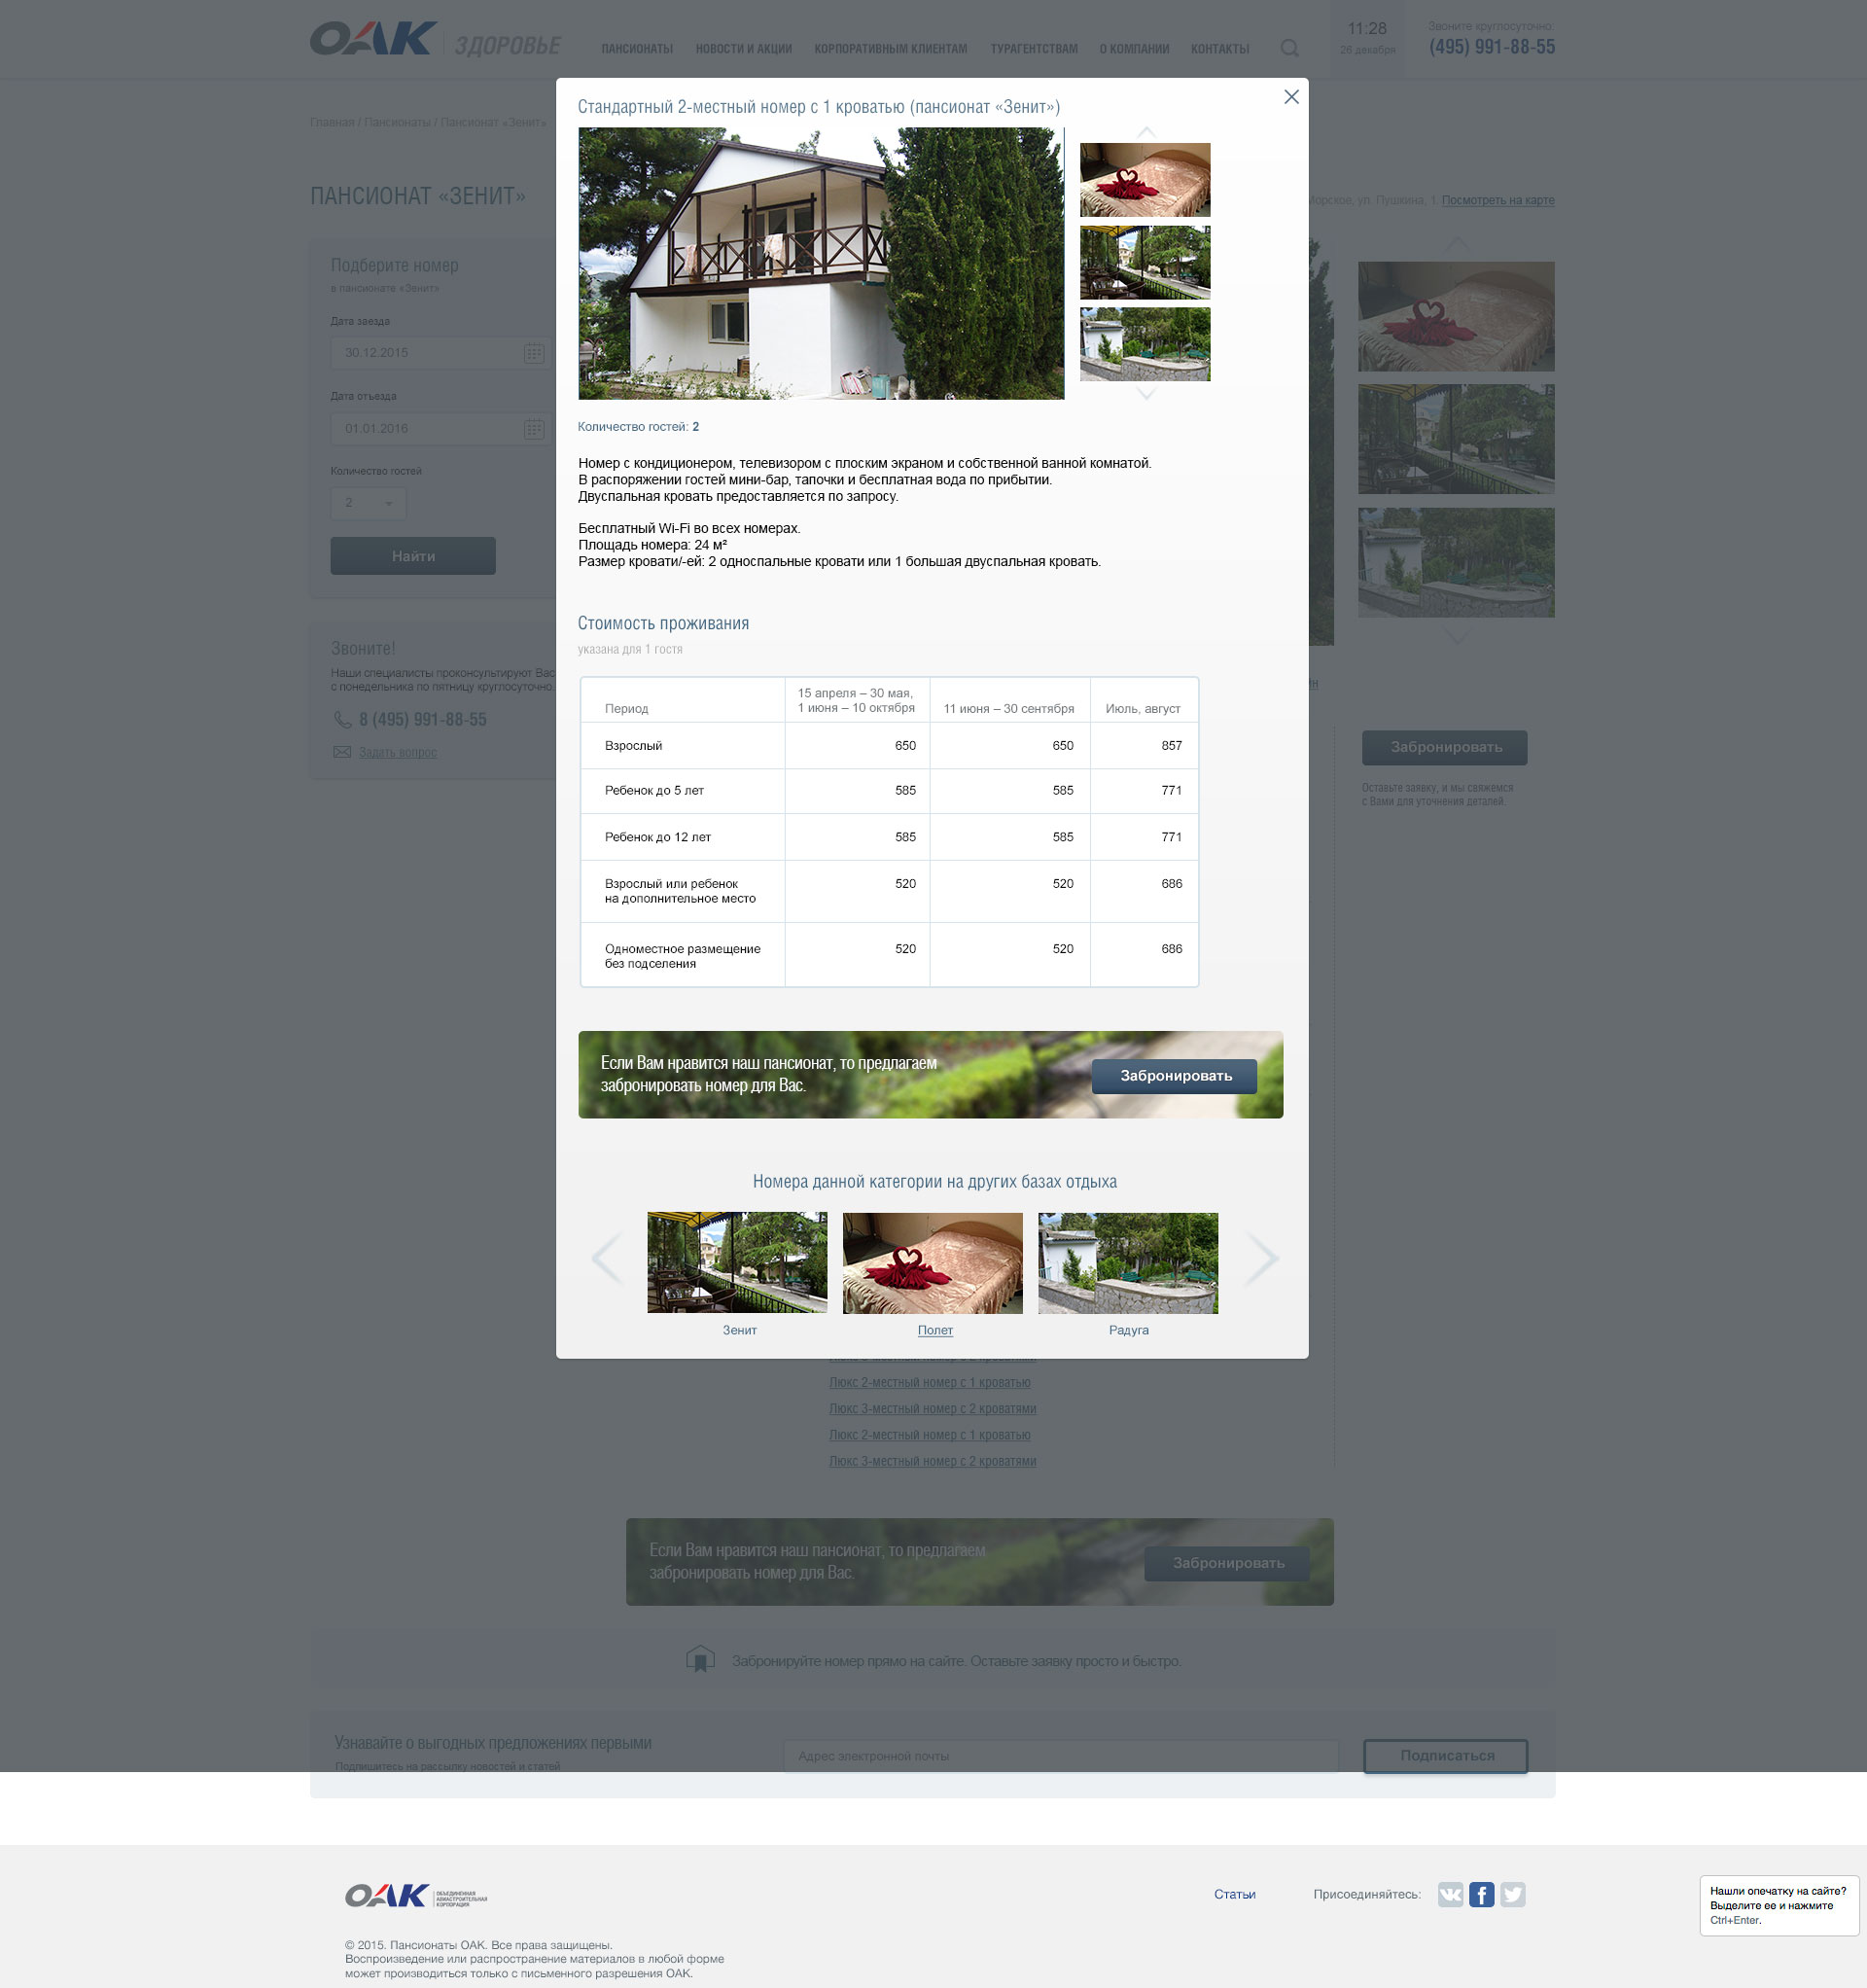 ОАК ЗДОРОВЬЕ
ПАНСИОНАТЫ НОВОСТИ И АКЦИИ КОРПОРАТИВНЫМ КЛИЕНТАМ ТУРАГЕНТСТВАМ О КОМПАНИИ КОНТАКТЫ
11:28
26 декабря
Звоните круглосуточно:
(495) 991-88-55
Главная / Пансионаты / Пансионат «Зенит»
ПАНСИОНАТ «ЗЕНИТ»
Морское, ул. Пушкина, 1. Посмотреть на карте
Подберите номер
в пансионате «Зенит»
Дата заезда
30.12.2015
Дата отъезда
01.01.2016
Количество гостей
2
Найти
Звоните!
Наши специалисты проконсультируют Вас
с понедельника по пятницу круглосуточно.
8 (495) 991-88-55
Задать вопрос
Стандартный 2-местный номер с 1 кроватью (пансионат «Зенит»)
Количество гостей: 2
Номер с кондиционером, телевизором с плоским экраном и собственной ванной комнатой.
В распоряжении гостей мини-бар, тапочки и бесплатная вода по прибытии.
Двуспальная кровать предоставляется по запросу.
Бесплатный Wi-Fi во всех номерах.
Площадь номера: 24 м²
Размер кровати/-ей: 2 односпальные кровати или 1 большая двуспальная кровать.
Стоимость проживания
указана для 1 гостя
Период 15 апреля – 30 мая, 1 июня – 10 октября 11 июня – 30 сентября Июль, август
Взрослый 650 650 857
Ребенок до 5 лет 585 585 771
Ребенок до 12 лет 585 585 771
Взрослый или ребенок 520 520 686
на дополнительное место
Одноместное размещение 520 520 686
без подселения
Если Вам нравится наш пансионат, то предлагаем
забронировать номер для Вас.
Забронировать
Номера данной категории на других базах отдыха
Зенит Полет Радуга
Забронировать
Оставьте заявку, и мы свяжемся
с Вами для уточнения деталей.
Люкс 2-местный номер с 1 кроватью
Люкс 3-местный номер с 2 кроватями
Люкс 2-местный номер с 1 кроватью
Люкс 3-местный номер с 2 кроватями
Если Вам нравится наш пансионат, то предлагаем
забронировать номер для Вас.
Забронировать
Забронируйте номер прямо на сайте. Оставьте заявку просто и быстро.
Узнавайте о выгодных предложениях первыми
Подпишитесь на рассылку новостей и статей
Адрес электронной почты
Подписаться
ОАК ОБЪЕДИНЕННАЯ
АВИАСТРОИТЕЛЬНАЯ
КОРПОРАЦИЯ
Статьи
Присоединяйтесь:
Нашли опечатку на сайте?
Выделите ее и нажмите
Ctrl+Enter.
© 2015. Пансионаты ОАК. Все права защищены.
Воспроизведение или распространение материалов в любой форме
может производиться только с письменного разрешения ОАК.